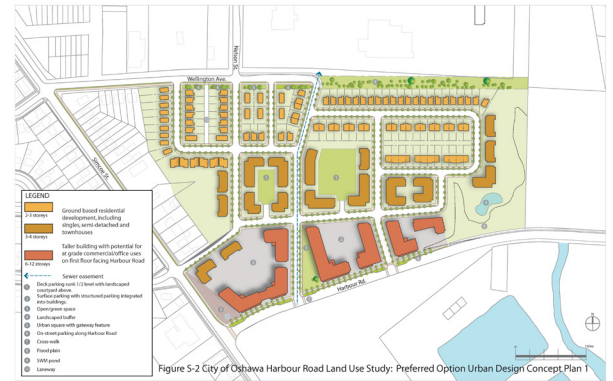 Nelson St.
Wellington Ave.
Simcoe St.
Harbour Rd.
LEGEND
2-3 storeys
3-4 storeys
6-12 storeys
Ground based residential
development, including
singles, semi-detached and
townhouses
Taller building with potential for
at grade commercial/office uses
on first floor facing Harbour Road
Sewer easement
Deck parking sunk 1/2 level with landscaped
courtyard above.
Surface parking with structured parking integrated
into buildings.
Open/green space
Landscaped buffer
Urban square with gateway feature
On-street parking along Harbour Road
Cross-walk
Flood plain
SWM pond
Laneway
Figure S-2 City of Oshawa Harbour Road Land Use Study: Preferred Option Urban Design Concept Plan 1